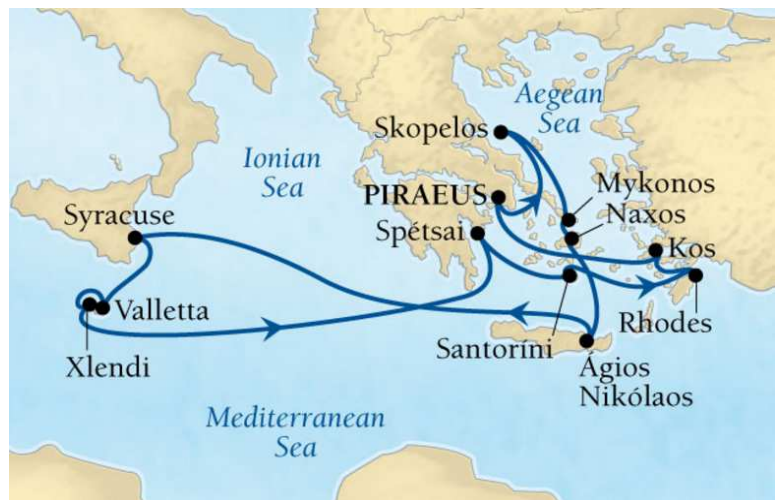 Aegean
Sea
Skopelos
Ionian
Sea
PIRAEUS
Mykonos
Naxos
Syracuse
Spétsai
Kos
Valletta
Rhodes
Santoríni
Xlendi
Ágios
Nikólaos
Mediterranean
Sea